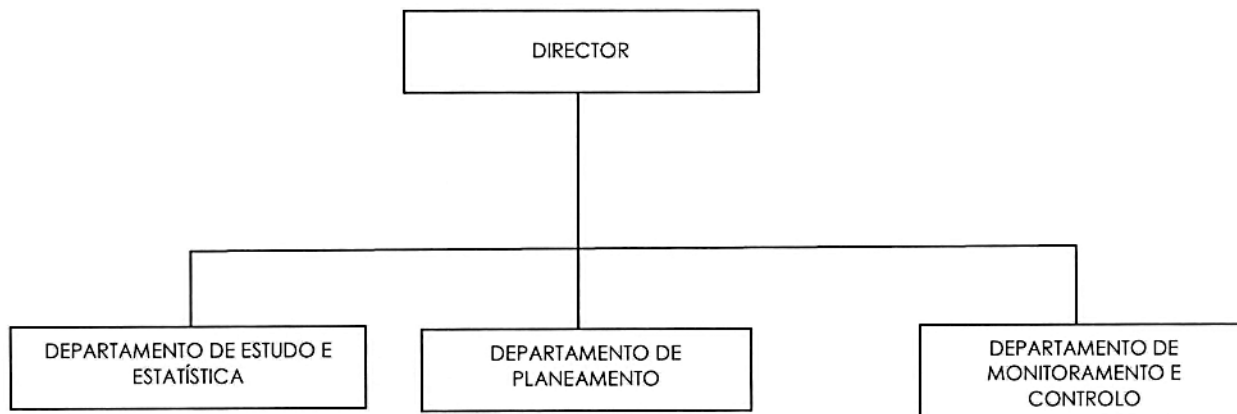 DIRECTOR
DEPARTAMENTO DE ESTUDO E
ESTATÍSTICA
DEPARTAMENTO DE
PLANEAMENTO
DEPARTAMENTO DE
MONITORAMENTO E
CONTROLO